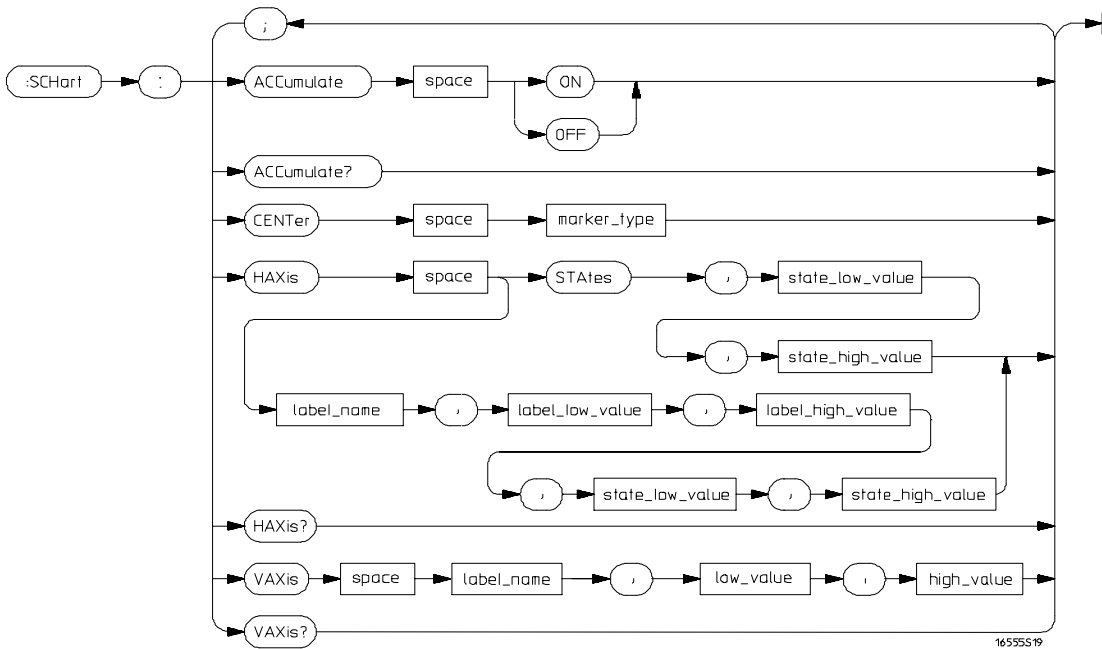 ;
:SCHart : ACCumulate space ON
OFF
ACCumulate?
CENTer space marker_type
HAXis space STAtes , state_low_value
, state_high_value
label_name , label_low_value , label_high_value
, state_low_value , state_high_value
HAXis?
VAXis space label_name , low_value , high_value
VAXis?
16555S19